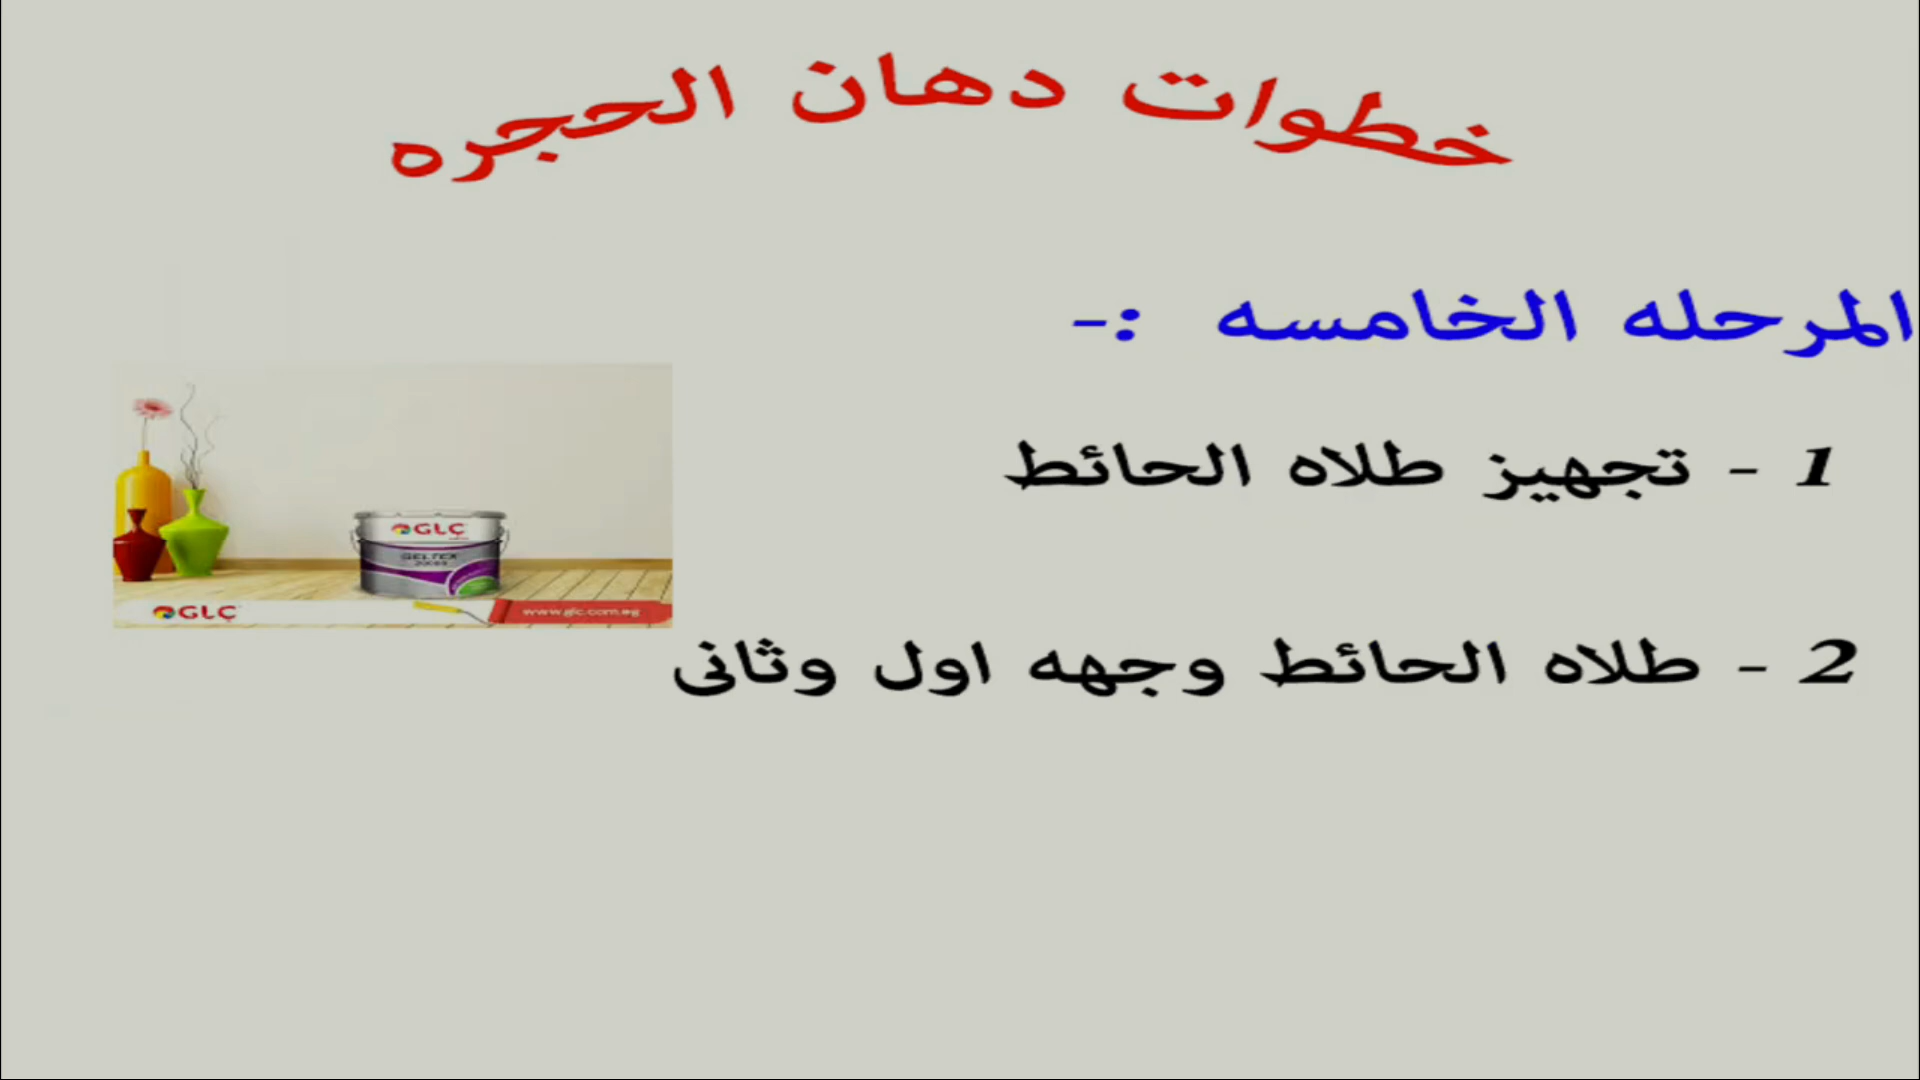 خطوات دهان الحجره
المرحله الخامسه :-
1 - تجهيز طلاه الحائط
GLC
GELTEX
GLC
www.glc.com.eg
2 - طلاه الحائط وجهه اول وثانى